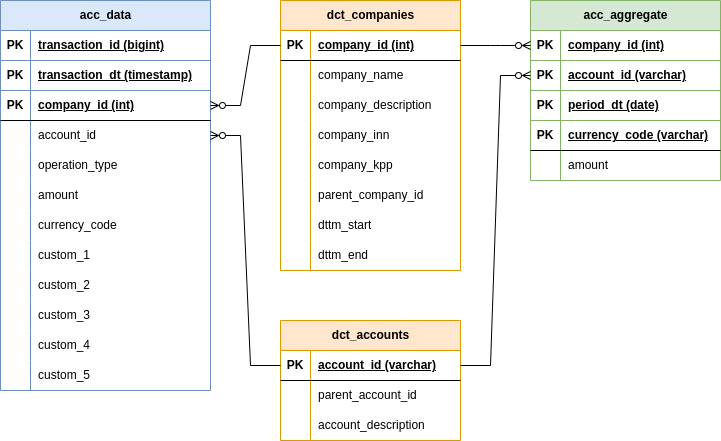 acc_data
PK transaction_id (bigint)
PK transaction_dt (timestamp)
PK company_id (int)
account_id
operation_type
amount
currency_code
custom_1
custom_2
custom_3
custom_4
custom_5
dct_companies
PK company_id (int)
company_name
company_description
company_inn
company_kpp
parent_company_id
dttm_start
dttm_end
dct_accounts
PK account_id (varchar)
parent_account_id
account_description
acc_aggregate
PK company_id (int)
PK account_id (varchar)
PK period_dt (date)
PK currency_code (varchar)
amount